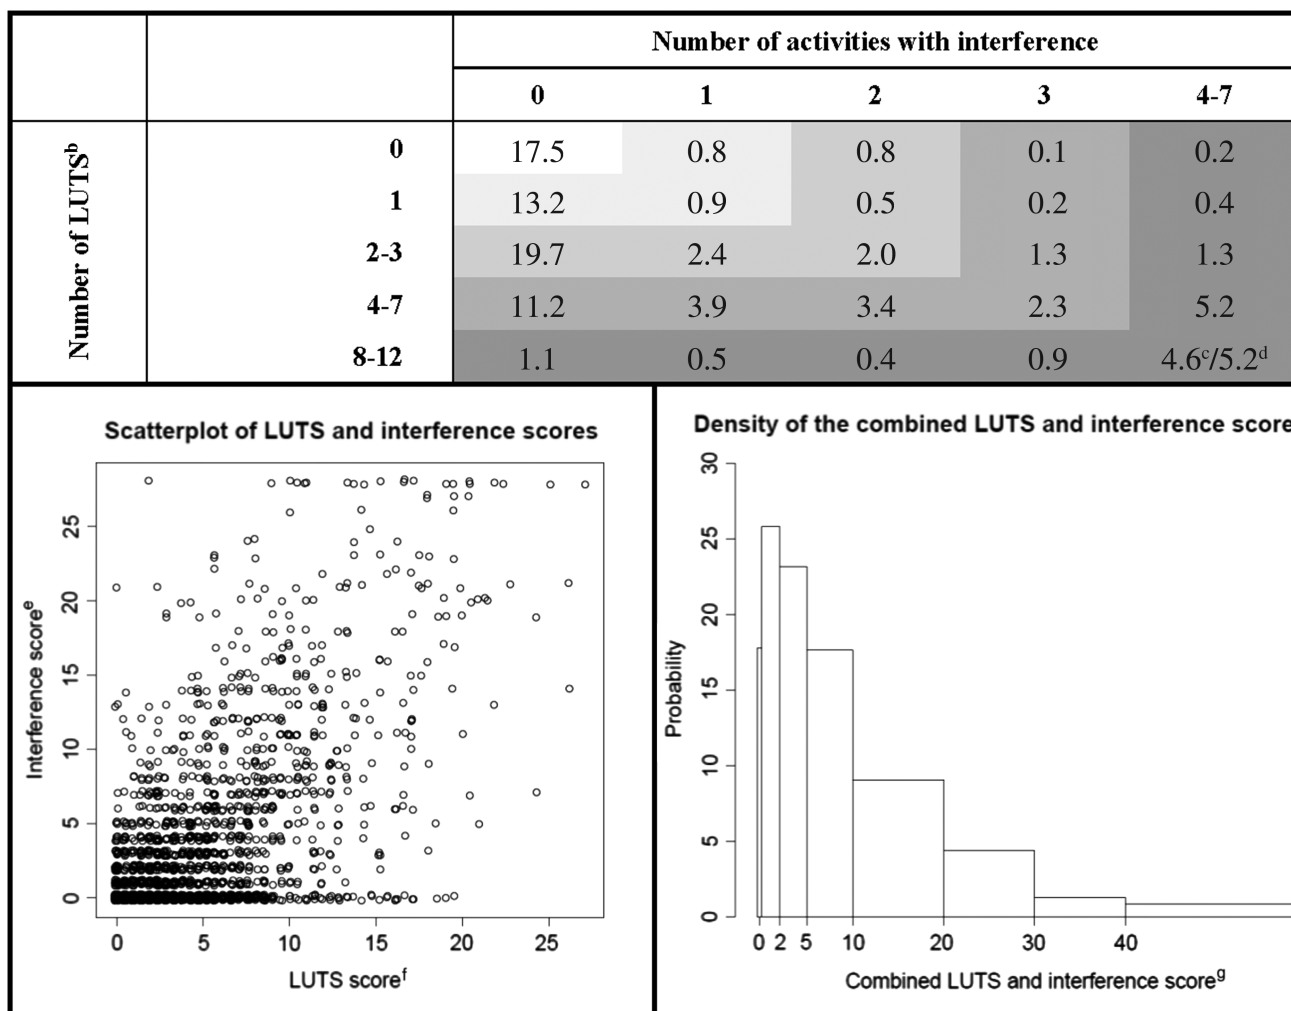 Number of activities with interference
0 1 2 3 4-7
Number of LUTSᵇ
0 17.5 0.8 0.8 0.1 0.2
1 13.2 0.9 0.5 0.2 0.4
2-3 19.7 2.4 2.0 1.3 1.3
4-7 11.2 3.9 3.4 2.3 5.2
8-12 1.1 0.5 0.4 0.9 4.6ᶜ/5.2ᵈ
Scatterplot of LUTS and interference scores
Interference scoreᵉ
25
20
15
10
5
0
0 5 10 15 20 25
LUTS scoreᶠ
Density of the combined LUTS and interference score
Probability
30
25
20
15
10
5
0
0 2 5 10 20 30 40
Combined LUTS and interference scoreᵍ